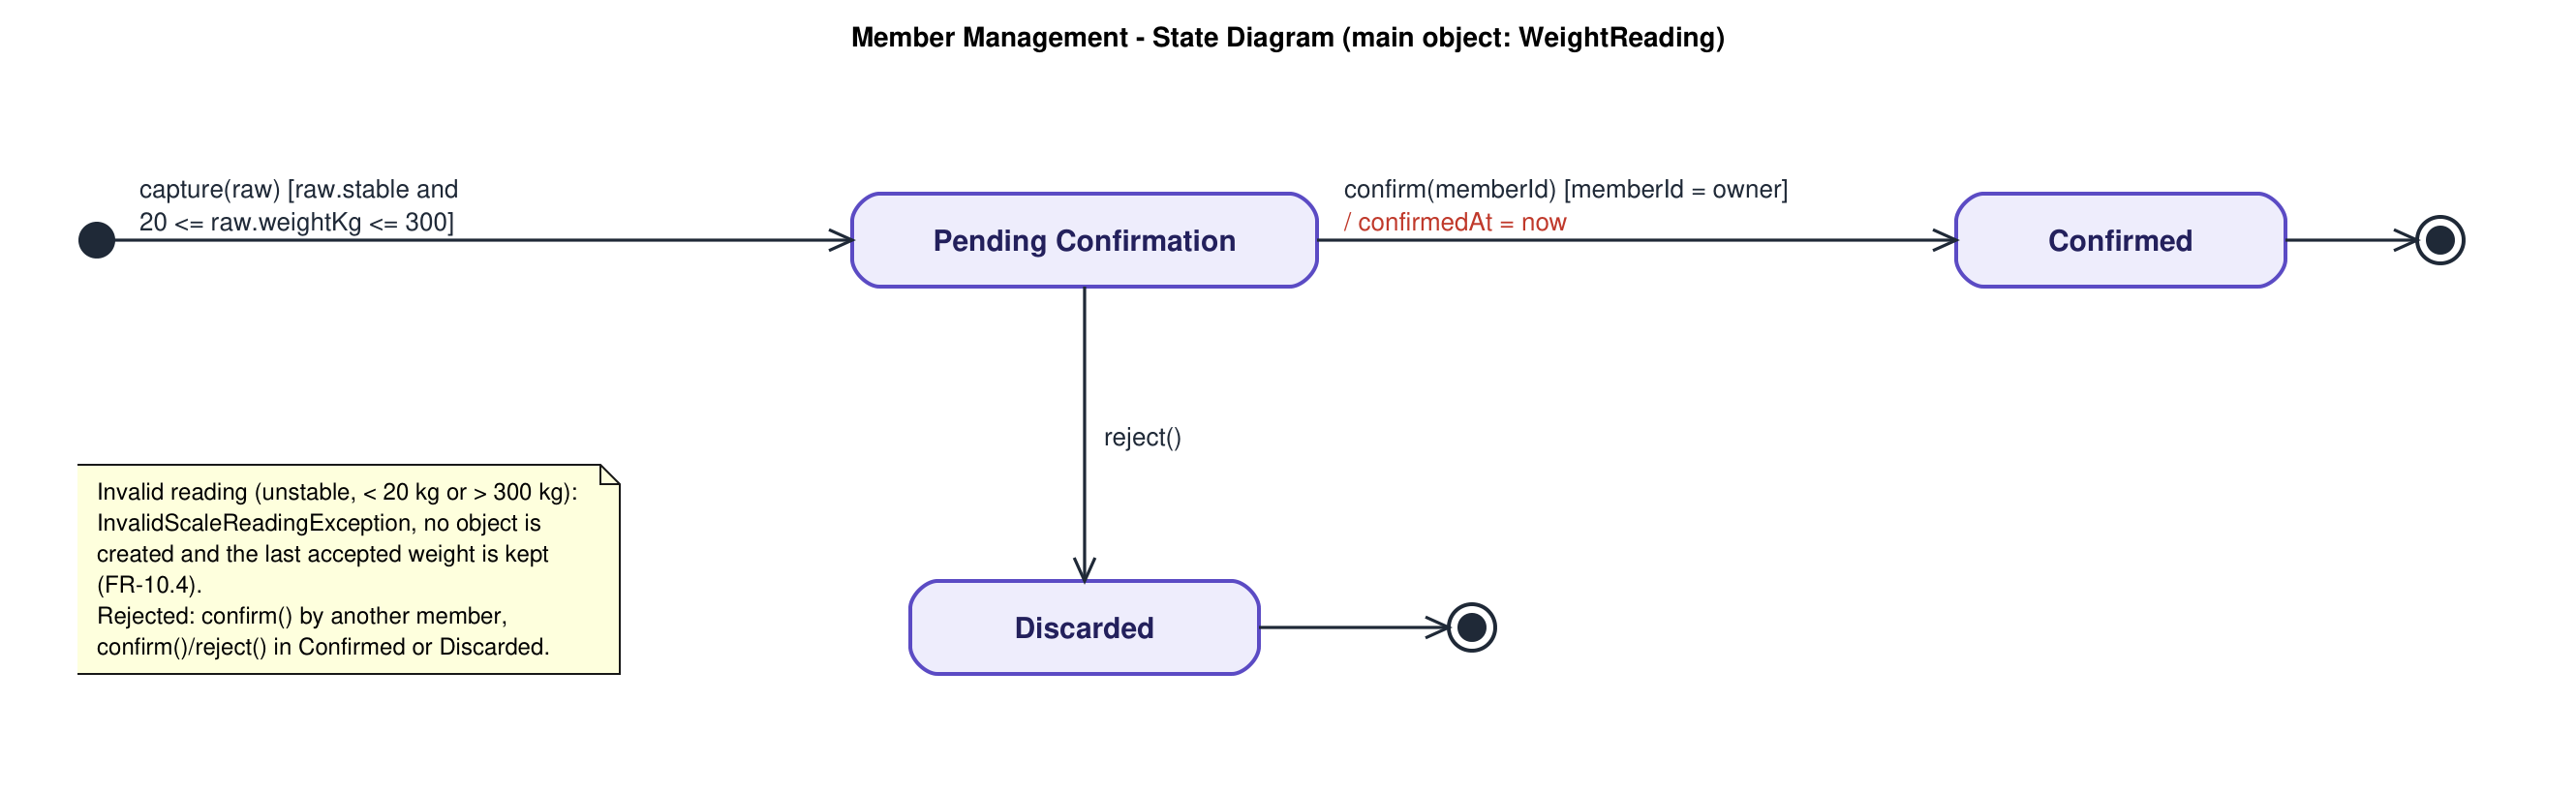 Member Management - State Diagram (main object: WeightReading)
capture(raw) [raw.stable and
20 <= raw.weightKg <= 300]
Pending Confirmation
confirm(memberId) [memberId = owner]
/ confirmedAt = now
Confirmed
reject()
Invalid reading (unstable, < 20 kg or > 300 kg):
InvalidScaleReadingException, no object is
created and the last accepted weight is kept
(FR-10.4).
Rejected: confirm() by another member,
confirm()/reject() in Confirmed or Discarded.
Discarded